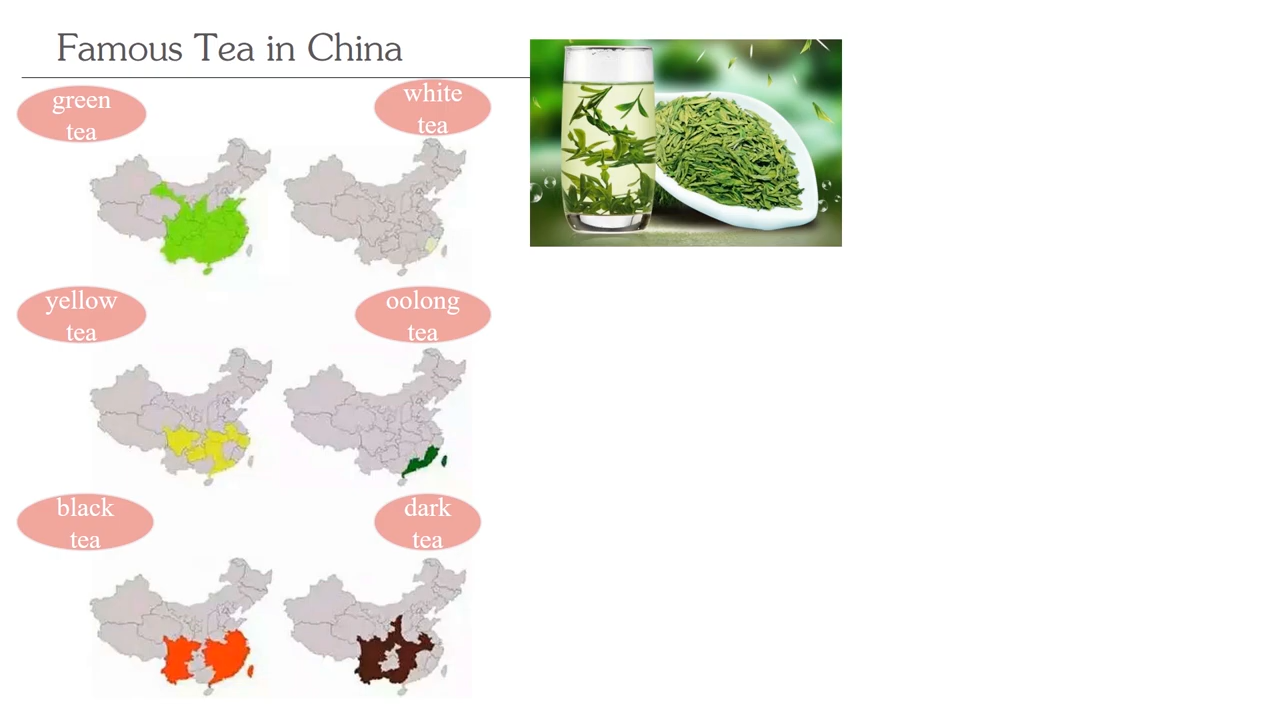 Famous Tea in China
green
tea
white
tea
yellow
tea
oolong
tea
black
tea
dark
tea